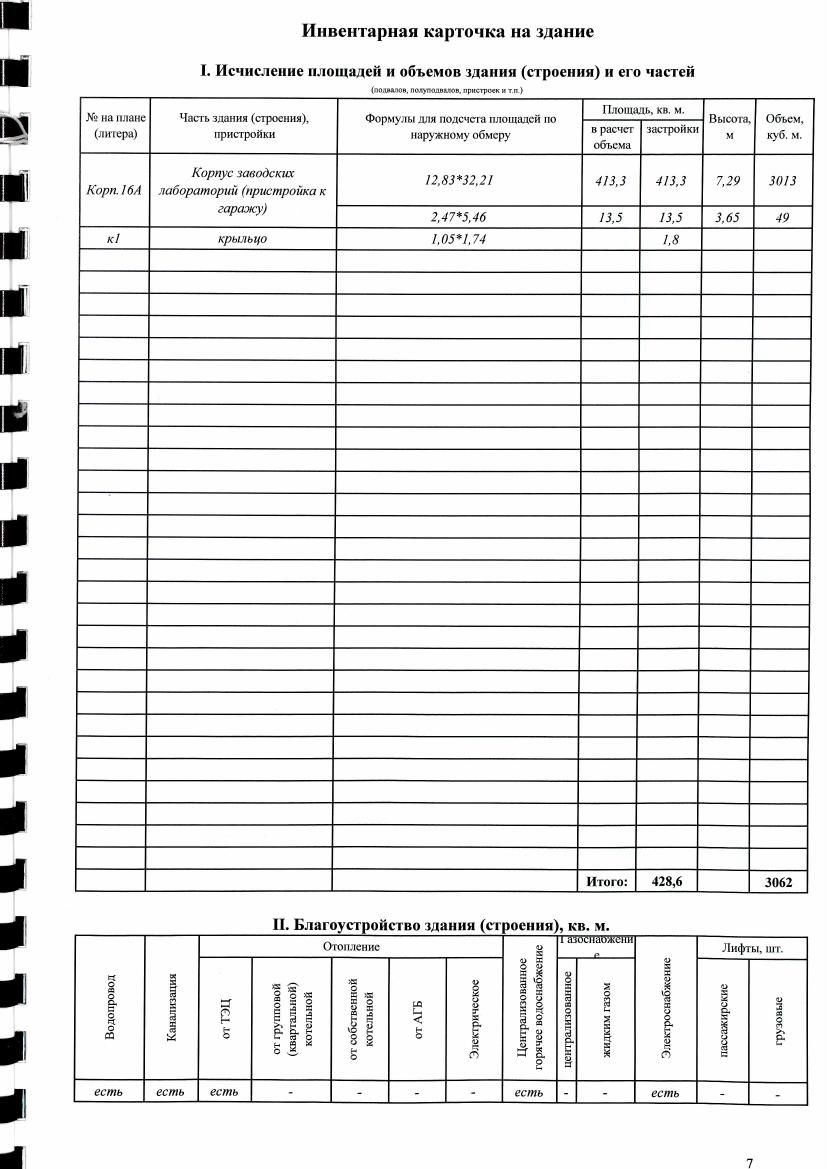 Инвентарная карточка на здание
I. Исчисление площадей и объемов здания (строения) и его частей
(подвалов, полуподвалов, пристроек и т.п.)
№ на плане (литера) Часть здания (строения), пристройки Формулы для подсчета площадей по наружному обмеру Площадь, кв. м. в расчет объема застройки Высота, м Объем, куб. м.
Корп.16А Корпус заводских лабораторий (пристройка к гаражу) 12,83*32,21 413,3 413,3 7,29 3013
2,47*5,46 13,5 13,5 3,65 49
к1 крыльцо 1,05*1,74 1,8
Итого: 428,6 3062
II. Благоустройство здания (строения), кв. м.
Водопровод
Канализация
Отопление
от ТЭЦ
от групповой (квартальной) котельной
от собственной котельной
от АГБ
Электрическое
Централизованное горячее водоснабжение
Газоснабжение
централизованное
жидким газом
Электроснабжение
Лифты, шт.
пассажирские
грузовые
есть есть есть - - - - есть - - есть - -
7